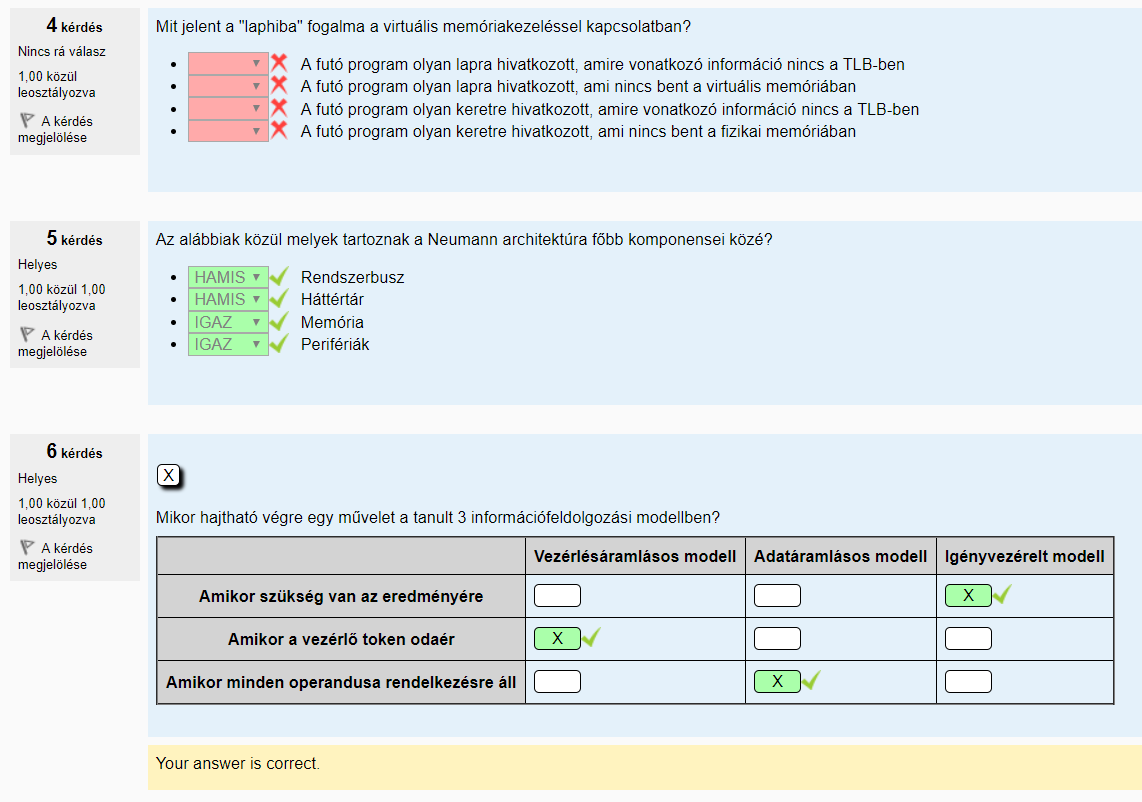 4 kérdés
Nincs rá válasz
1,00 közül
leosztályozva
A kérdés
megjelölése
Mit jelent a "laphiba" fogalma a virtuális memóriakezeléssel kapcsolatban?
A futó program olyan lapra hivatkozott, amire vonatkozó információ nincs a TLB-ben
A futó program olyan lapra hivatkozott, ami nincs bent a virtuális memóriában
A futó program olyan keretre hivatkozott, amire vonatkozó információ nincs a TLB-ben
A futó program olyan keretre hivatkozott, ami nincs bent a fizikai memóriában
5 kérdés
Helyes
1,00 közül 1,00
leosztályozva
A kérdés
megjelölése
Az alábbiak közül melyek tartoznak a Neumann architektúra főbb komponensei közé?
HAMIS Rendszerbusz
HAMIS Háttértár
IGAZ Memória
IGAZ Perifériák
6 kérdés
Helyes
1,00 közül 1,00
leosztályozva
A kérdés
megjelölése
X
Mikor hajtható végre egy művelet a tanult 3 információfeldolgozási modellben?
Vezérlésáramlásos modell Adatáramlásos modell Igényvezérelt modell
Amikor szükség van az eredményére X
Amikor a vezérlő token odaér X
Amikor minden operandusa rendelkezésre áll X
Your answer is correct.